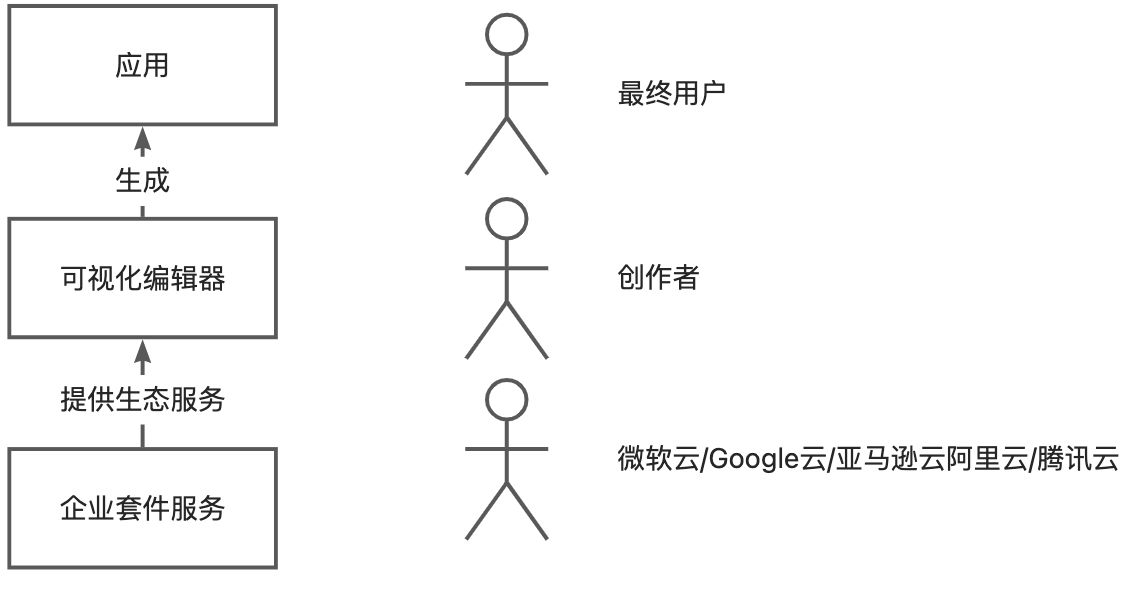 应用
最终用户
生成
可视化编辑器
创作者
提供生态服务
企业套件服务
微软云/Google云/亚马逊云阿里云/腾讯云